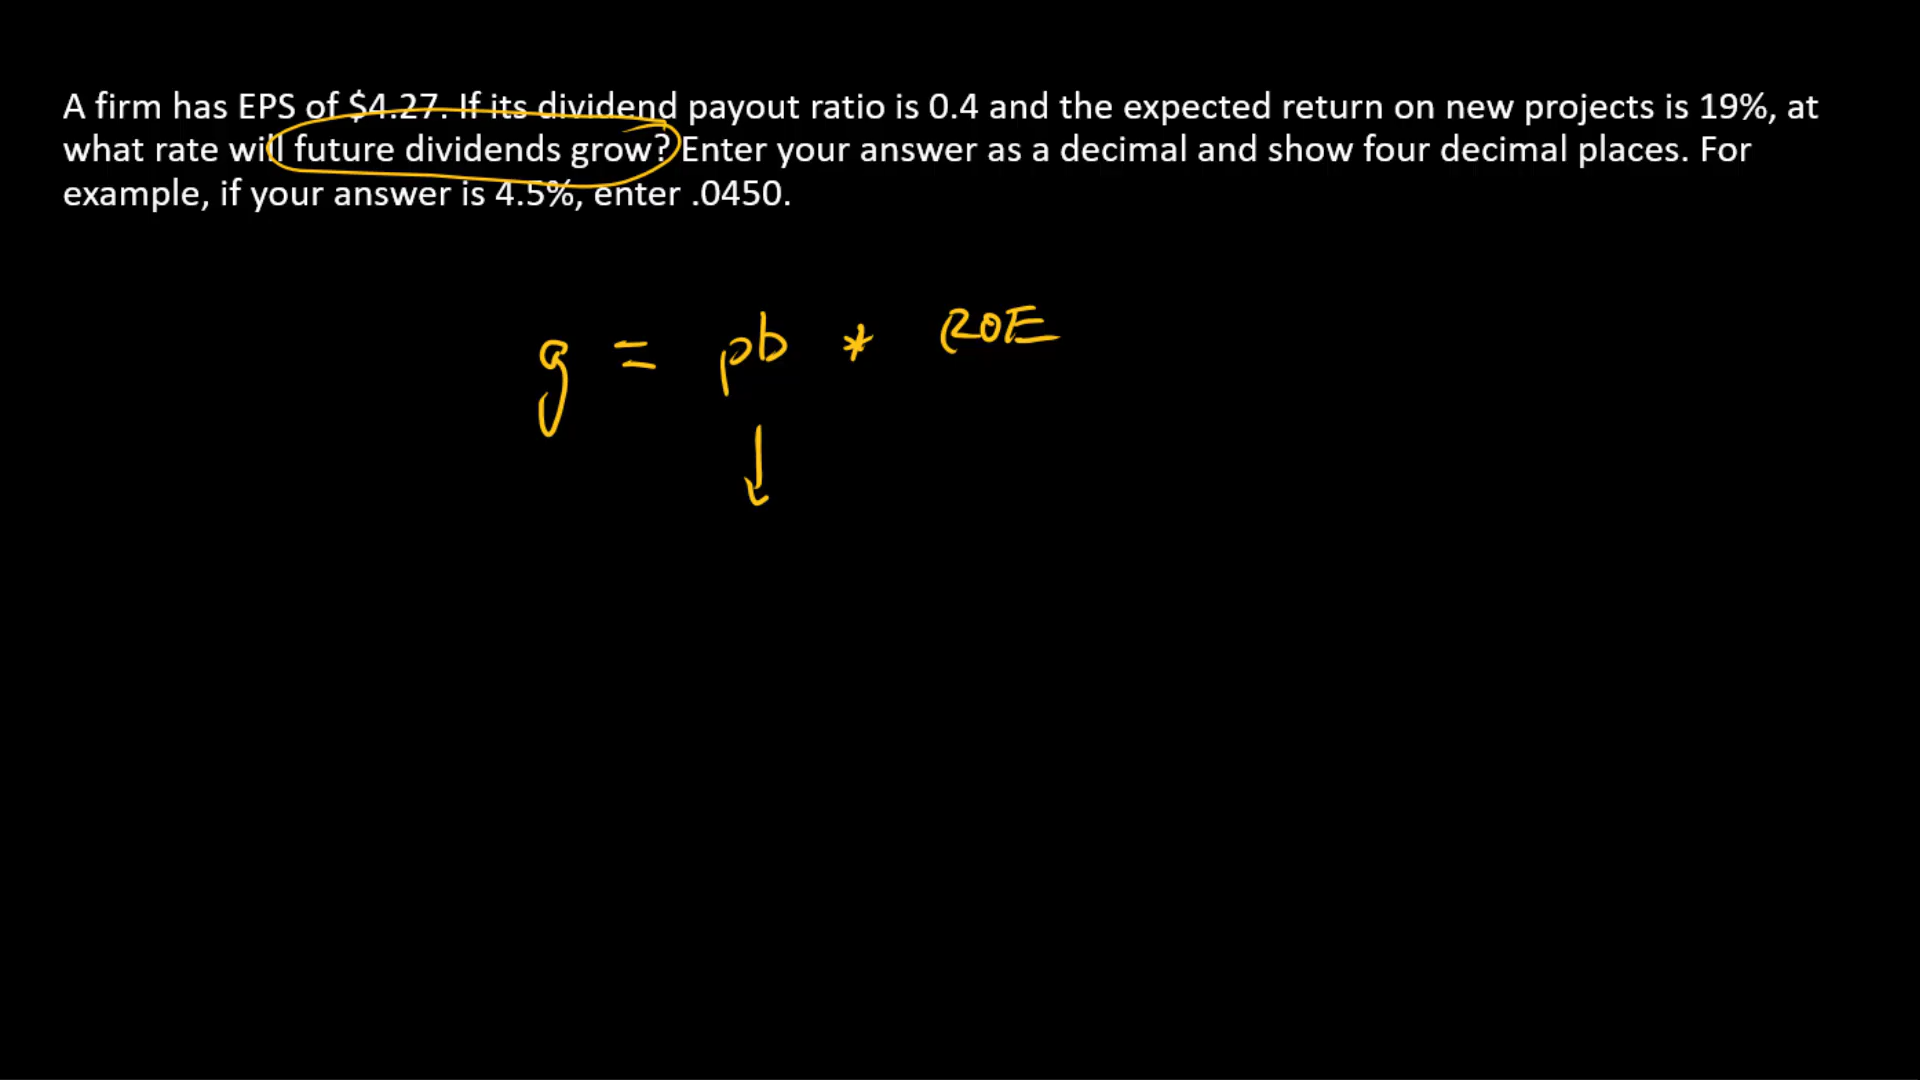 A firm has EPS of $4.27. If its dividend payout ratio is 0.4 and the expected return on new projects is 19%, at
what rate will future dividends grow? Enter your answer as a decimal and show four decimal places. For
example, if your answer is 4.5%, enter .0450.
g = pb * ROE